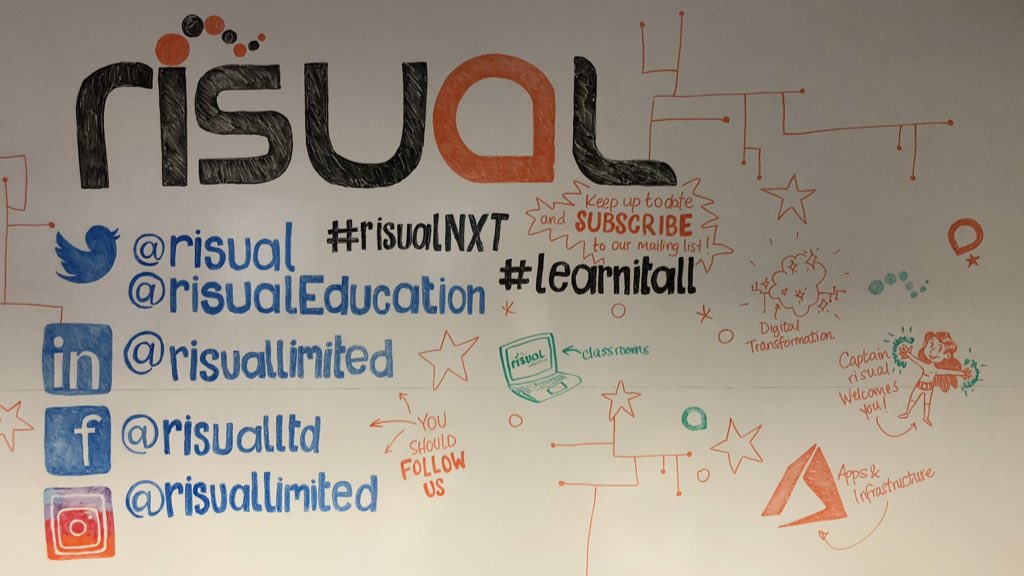 risual
@risual
@risualEducation
#risualNXT
Keep up to date
and SUBSCRIBE
to our mailing list!
#learnitall
in @risuallimited
risual
classrooms
Digital
Transformation
Captain
risual
Welcomes
You!
f @risualltd
YOU
SHOULD
FOLLOW
US
@risuallimited
Apps &
Infrastructure